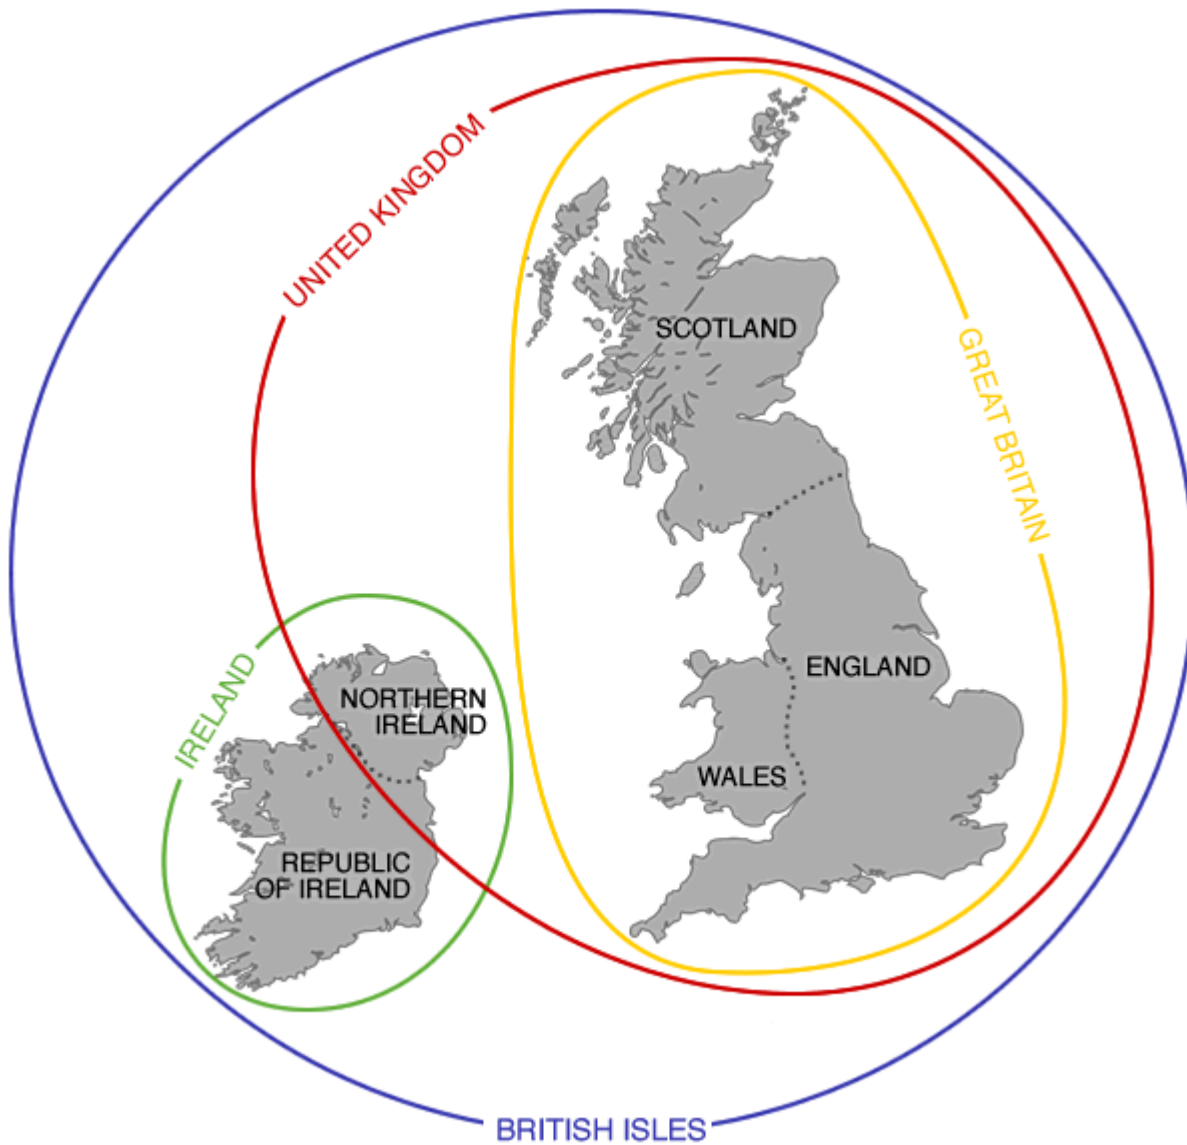 UNITED KINGDOM
SCOTLAND
GREAT BRITAIN
IRELAND
ENGLAND
NORTHERN
IRELAND
WALES
REPUBLIC
OF IRELAND
BRITISH ISLES